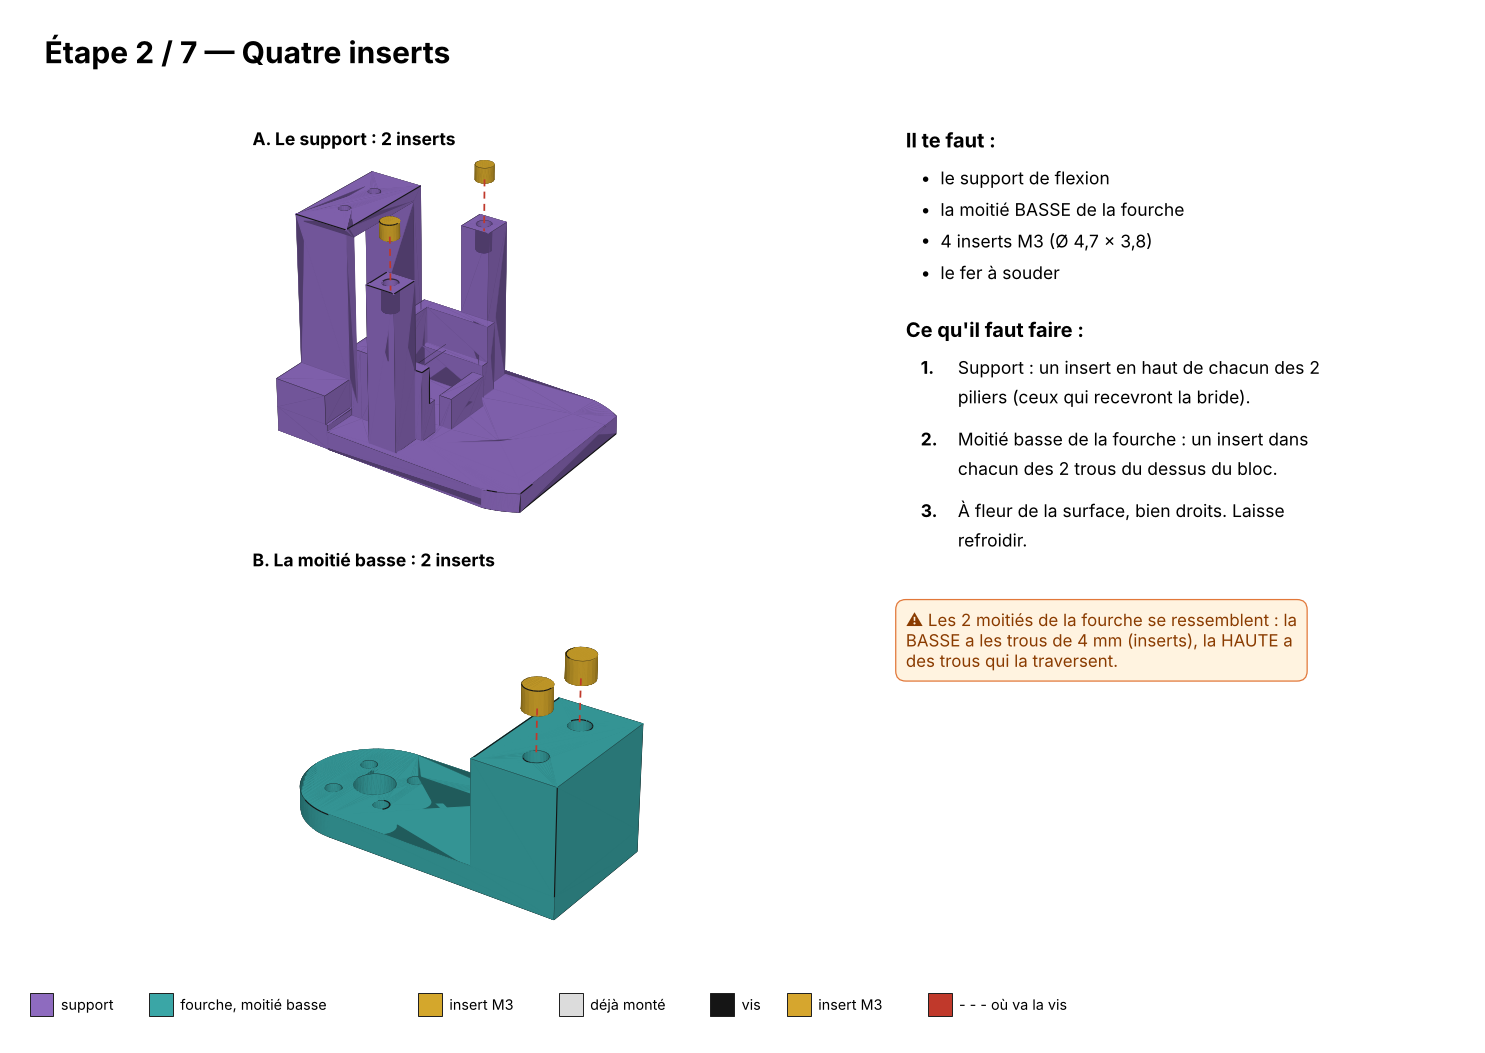 Étape 2 / 7 — Quatre inserts
A. Le support : 2 inserts
B. La moitié basse : 2 inserts
Il te faut :
• le support de flexion
• la moitié BASSE de la fourche
• 4 inserts M3 (Ø 4,7 × 3,8)
• le fer à souder
Ce qu'il faut faire :
1. Support : un insert en haut de chacun des 2
piliers (ceux qui recevront la bride).
2. Moitié basse de la fourche : un insert dans
chacun des 2 trous du dessus du bloc.
3. À fleur de la surface, bien droits. Laisse
refroidir.
⚠ Les 2 moitiés de la fourche se ressemblent : la
BASSE a les trous de 4 mm (inserts), la HAUTE a
des trous qui la traversent.
support fourche, moitié basse insert M3 déjà monté vis insert M3 - - - où va la vis